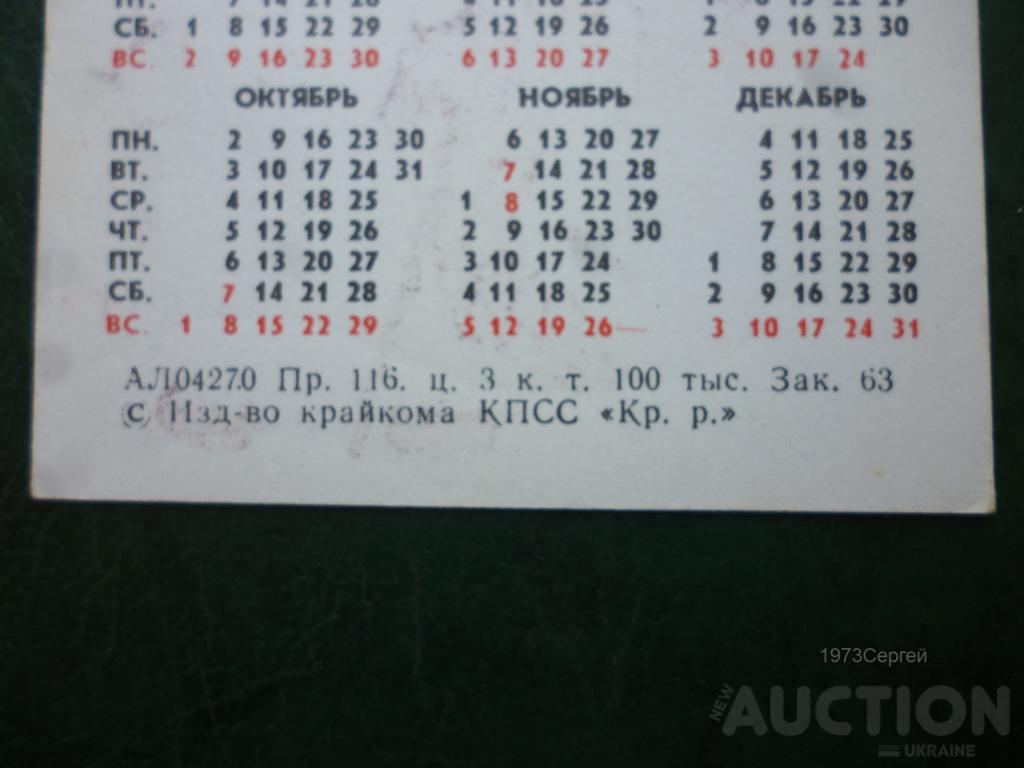 СБ. 1 8 15 22 29 5 12 19 26 2 9 16 23 30
ВС. 2 9 16 23 30 6 13 20 27 3 10 17 24
ОКТЯБРЬ НОЯБРЬ ДЕКАБРЬ
ПН. 2 9 16 23 30 6 13 20 27 4 11 18 25
ВТ. 3 10 17 24 31 7 14 21 28 5 12 19 26
СР. 4 11 18 25 1 8 15 22 29 6 13 20 27
ЧТ. 5 12 19 26 2 9 16 23 30 7 14 21 28
ПТ. 6 13 20 27 3 10 17 24 1 8 15 22 29
СБ. 7 14 21 28 4 11 18 25 2 9 16 23 30
ВС. 1 8 15 22 29 5 12 19 26 3 10 17 24 31
АЛ04270 Пр. 116. ц. 3 к. т. 100 тыс. Зак. 63
(С) Изд-во крайкома КПСС «Кр. р.»
1973Сергей
NEW AUCTION
UKRAINE